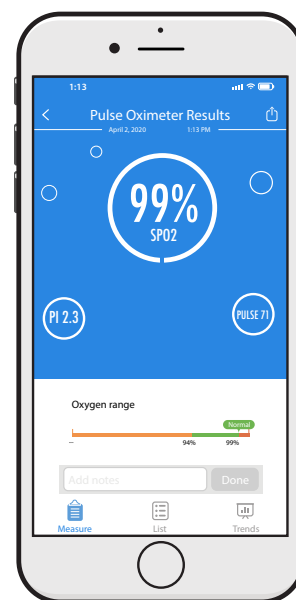 1:13
Pulse Oximeter Results
April 2, 2020 1:13 PM
99%
SPO2
PI 2.3
PULSE 71
Oxygen range
Normal
– 94% 99%
Add notes Done
Measure List Trends